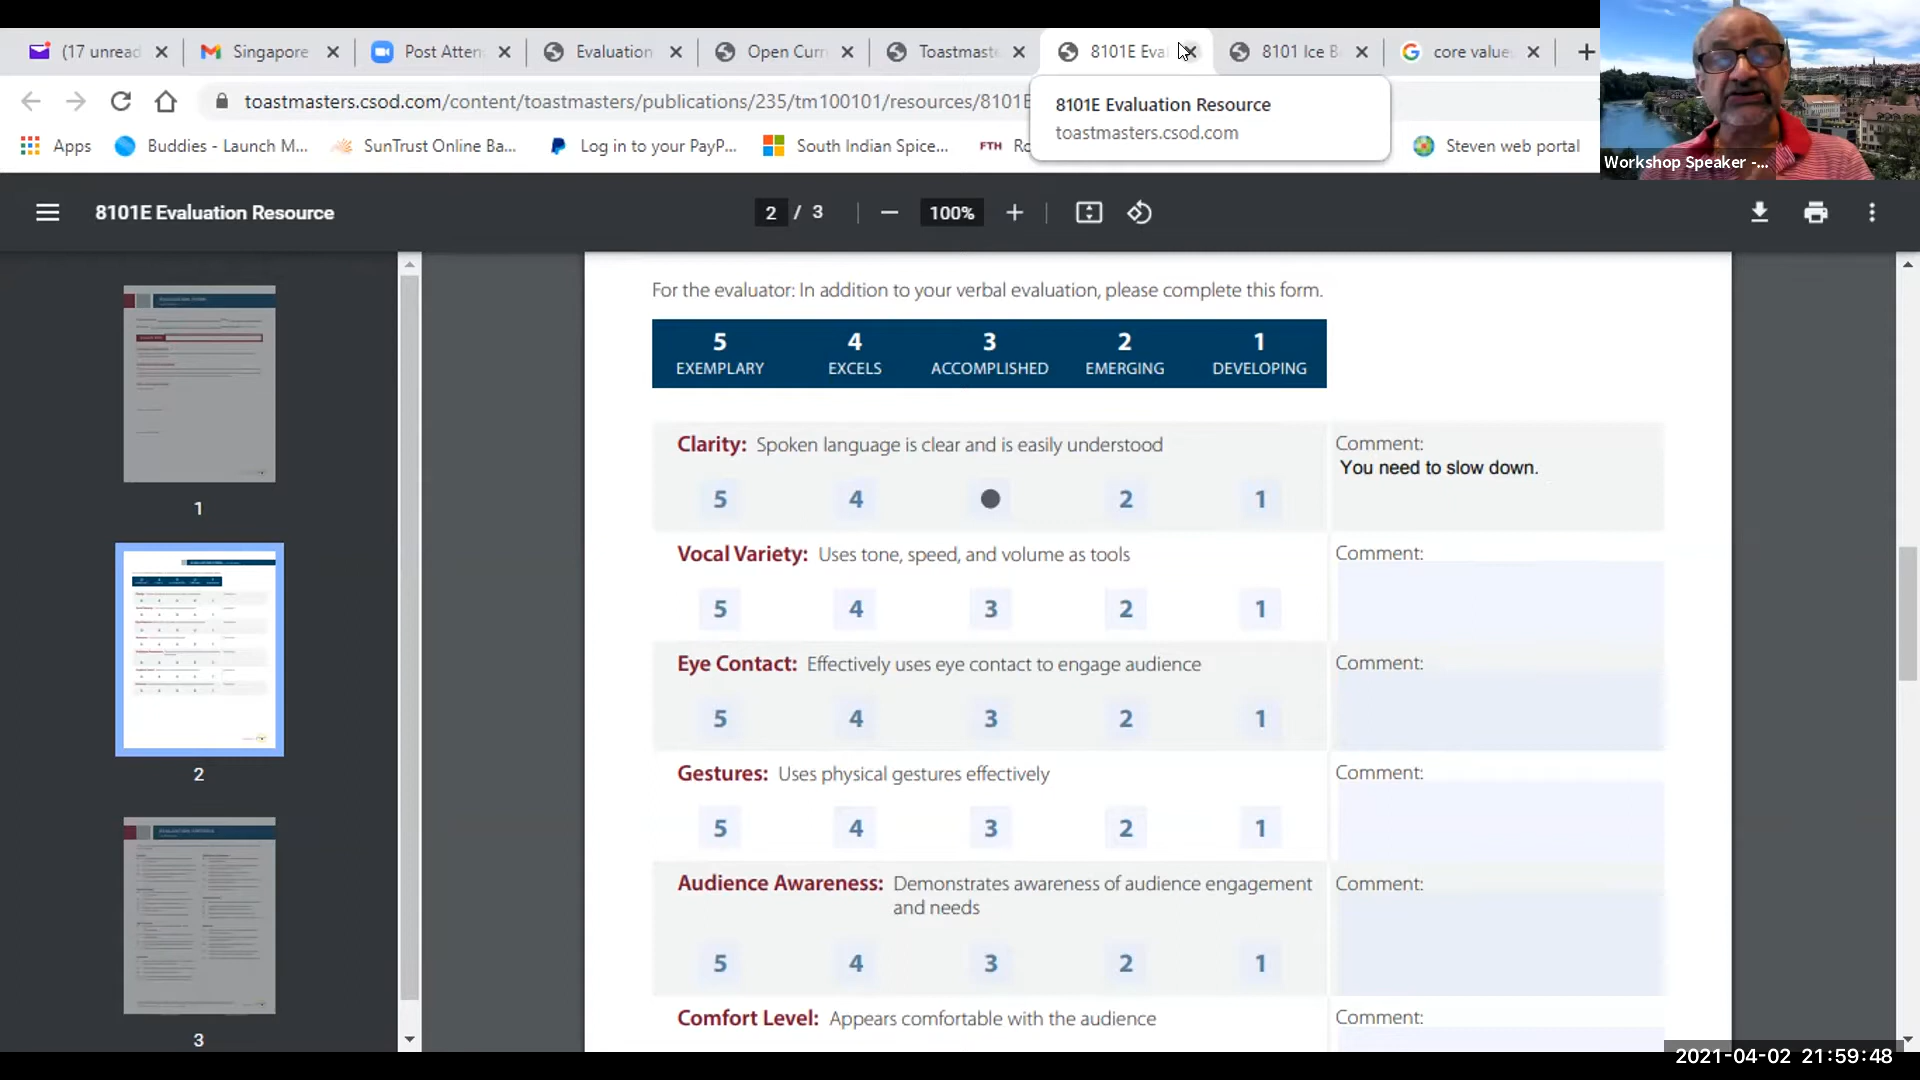 (17 unread
Singapore
Post Atten
Evaluation
Open Curr
Toastmaste
8101E Eval
8101 Ice B
core value
toastmasters.csod.com/content/toastmasters/publications/235/tm100101/resources/8101E
8101E Evaluation Resource
toastmasters.csod.com
Apps
Buddies - Launch M...
SunTrust Online Ba...
Log in to your PayP...
South Indian Spice...
FTH
Ro
Steven web portal
Workshop Speaker -...
8101E Evaluation Resource
2 / 3
100%
For the evaluator: In addition to your verbal evaluation, please complete this form.
5 4 3 2 1
EXEMPLARY EXCELS ACCOMPLISHED EMERGING DEVELOPING
Clarity: Spoken language is clear and is easily understood
Comment:
You need to slow down.
5 4 2 1
Vocal Variety: Uses tone, speed, and volume as tools
Comment:
5 4 3 2 1
Eye Contact: Effectively uses eye contact to engage audience
Comment:
5 4 3 2 1
Gestures: Uses physical gestures effectively
Comment:
5 4 3 2 1
Audience Awareness: Demonstrates awareness of audience engagement
and needs
Comment:
5 4 3 2 1
Comfort Level: Appears comfortable with the audience
Comment:
1
2
3
2021-04-02 21:59:48